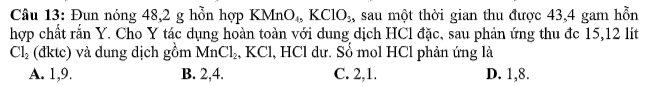 Câu 13: Đun nóng 48,2 g hỗn hợp KMnO₄, KClO₃, sau một thời gian thu được 43,4 gam hỗn
hợp chất rắn Y. Cho Y tác dụng hoàn toàn với dung dịch HCl đặc, sau phản ứng thu đc 15,12 lít
Cl₂ (đktc) và dung dịch gồm MnCl₂, KCl, HCl dư. Số mol HCl phản ứng là
A. 1,9. B. 2,4. C. 2,1. D. 1,8.